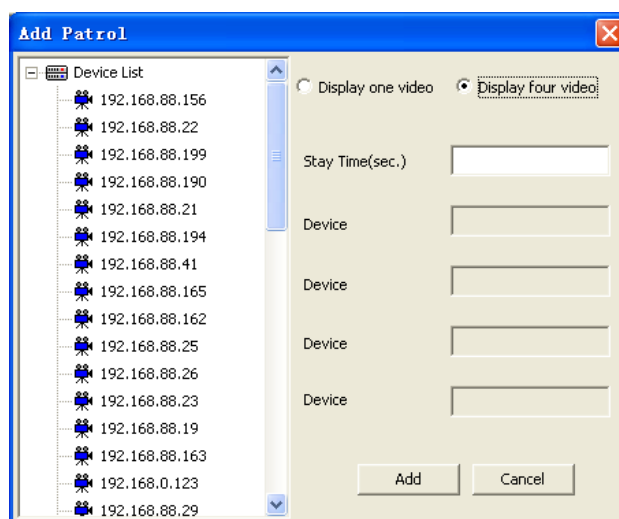 Add Patrol
Device List
192.168.88.156
192.168.88.22
192.168.88.199
192.168.88.190
192.168.88.21
192.168.88.194
192.168.88.41
192.168.88.165
192.168.88.162
192.168.88.25
192.168.88.26
192.168.88.23
192.168.88.19
192.168.88.163
192.168.0.123
192.168.88.29
Display one video
Display four video
Stay Time(sec.)
Device
Device
Device
Device
Add
Cancel